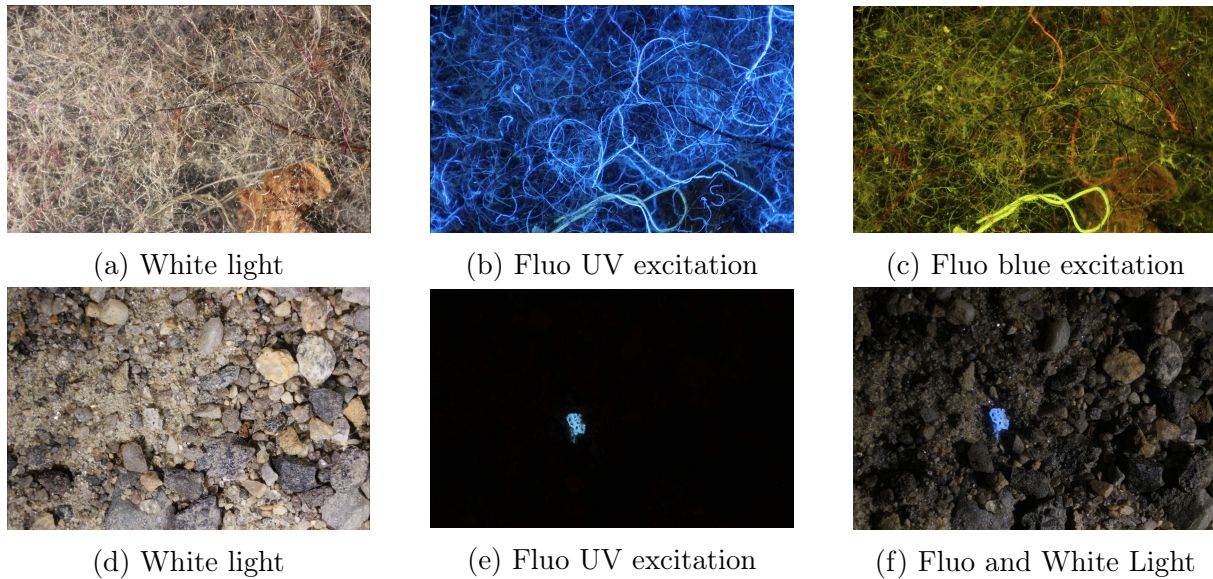 (a) White light
(b) Fluo UV excitation
(c) Fluo blue excitation
(d) White light
(e) Fluo UV excitation
(f) Fluo and White Light